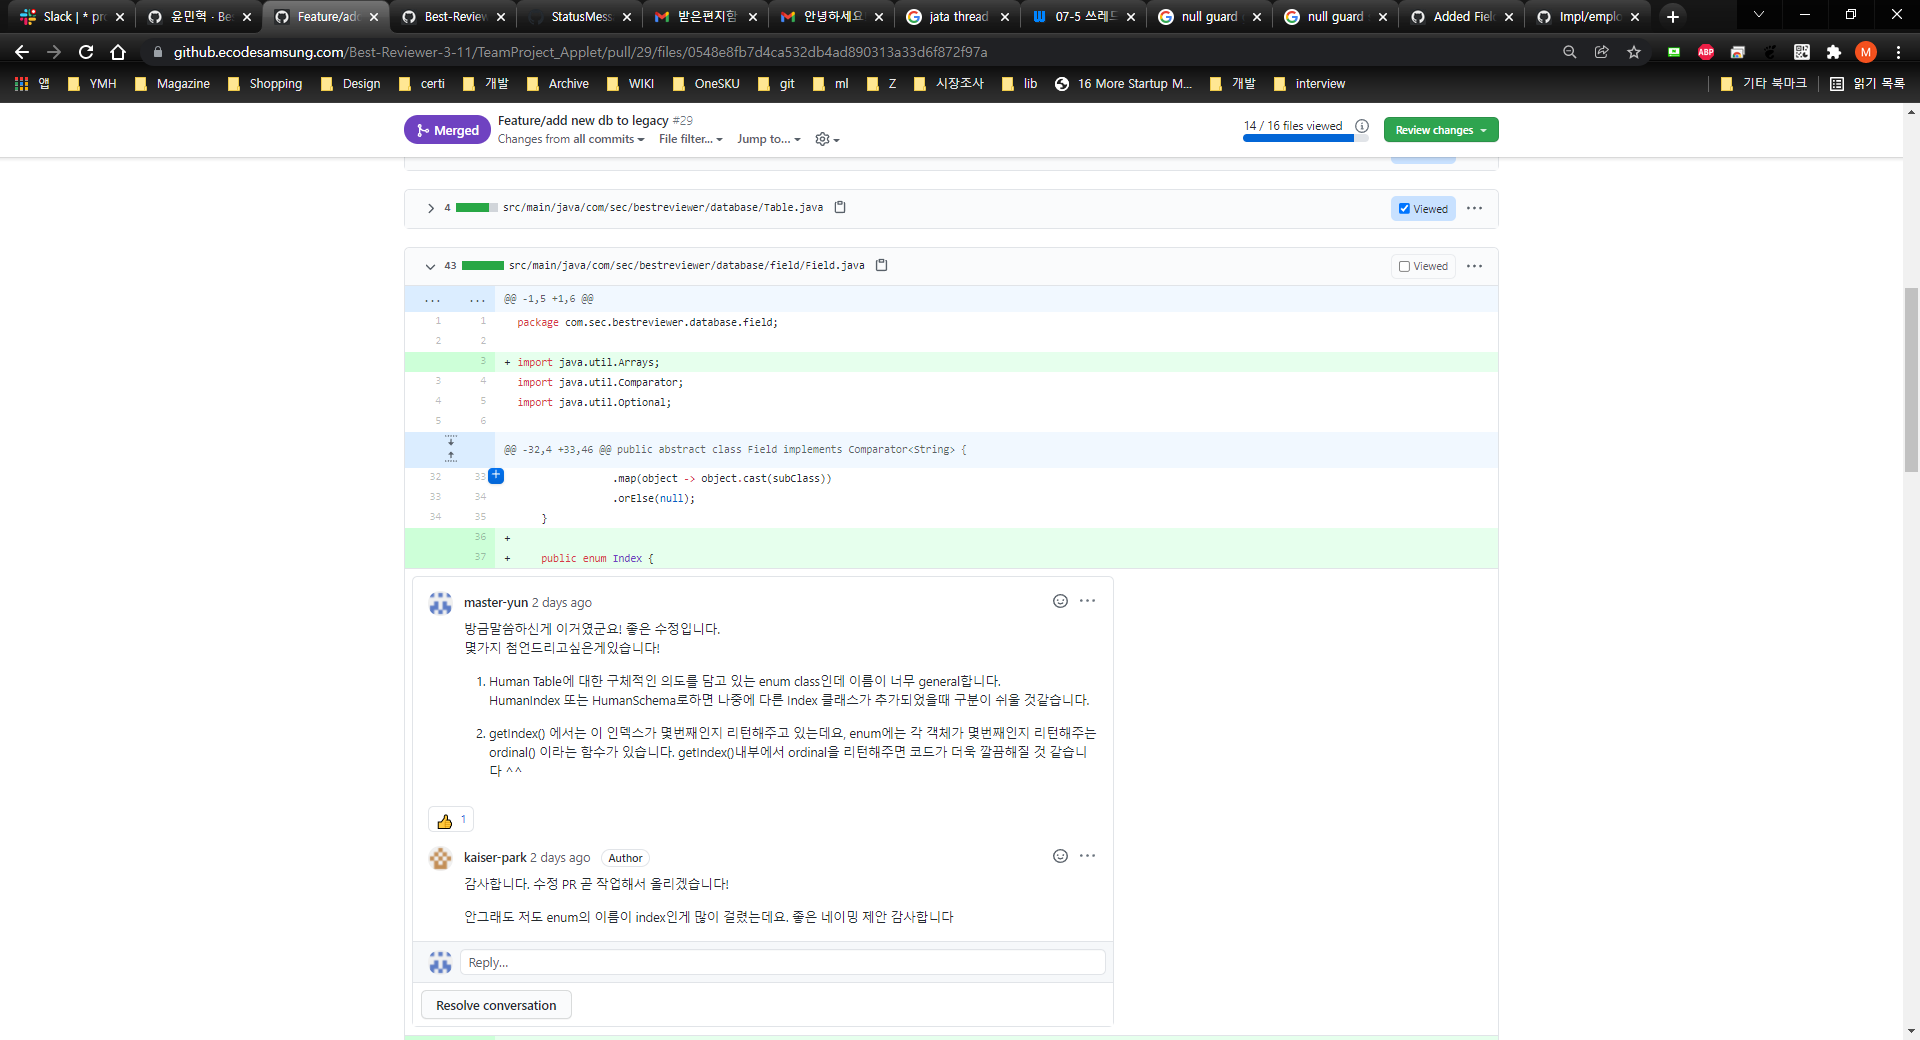 Slack | * pro
윤민혁 · Be
Feature/add
Best-Review
StatusMess
받은편지함
안녕하세요
jata thread
07-5 쓰레드
null guard
null guard
Added Fiel
Impl/emplo
github.ecodesamsung.com/Best-Reviewer-3-11/TeamProject_Applet/pull/29/files/0548e8fb7d4ca532db4ad890313a33d6f872f97a
ABP
M
앱 YMH Magazine Shopping Design certi 개발 Archive WIKI OneSKU git ml Z 시장조사 lib 16 More Startup M... 개발 interview 기타 북마크 읽기 목록
Merged
Feature/add new db to legacy #29
Changes from all commits File filter... Jump to...
14 / 16 files viewed
Review changes
4 src/main/java/com/sec/bestreviewer/database/Table.java
Viewed
43 src/main/java/com/sec/bestreviewer/database/field/Field.java
Viewed
... ... @@ -1,5 +1,6 @@
1 1 package com.sec.bestreviewer.database.field;
2 2
3 + import java.util.Arrays;
3 4 import java.util.Comparator;
4 5 import java.util.Optional;
5 6
@@ -32,4 +33,46 @@ public abstract class Field implements Comparator<String> {
32 33 .map(object -> object.cast(subClass))
33 34 .orElse(null);
34 35 }
36 +
37 + public enum Index {
master-yun 2 days ago
방금말씀하신게 이거였군요! 좋은 수정입니다.
몇가지 첨언드리고싶은게있습니다!
1. Human Table에 대한 구체적인 의도를 담고 있는 enum class인데 이름이 너무 general합니다.
HumanIndex 또는 HumanSchema로하면 나중에 다른 Index 클래스가 추가되었을때 구분이 쉬울 것같습니다.
2. getIndex() 에서는 이 인덱스가 몇번째인지 리턴해주고 있는데요, enum에는 각 객체가 몇번째인지 리턴해주는
ordinal() 이라는 함수가 있습니다. getIndex()내부에서 ordinal을 리턴해주면 코드가 더욱 깔끔해질 것 같습니
다 ^^
👍 1
kaiser-park 2 days ago Author
감사합니다. 수정 PR 곧 작업해서 올리겠습니다!
안그래도 저도 enum의 이름이 index인게 많이 걸렸는데요. 좋은 네이밍 제안 감사합니다
Reply...
Resolve conversation